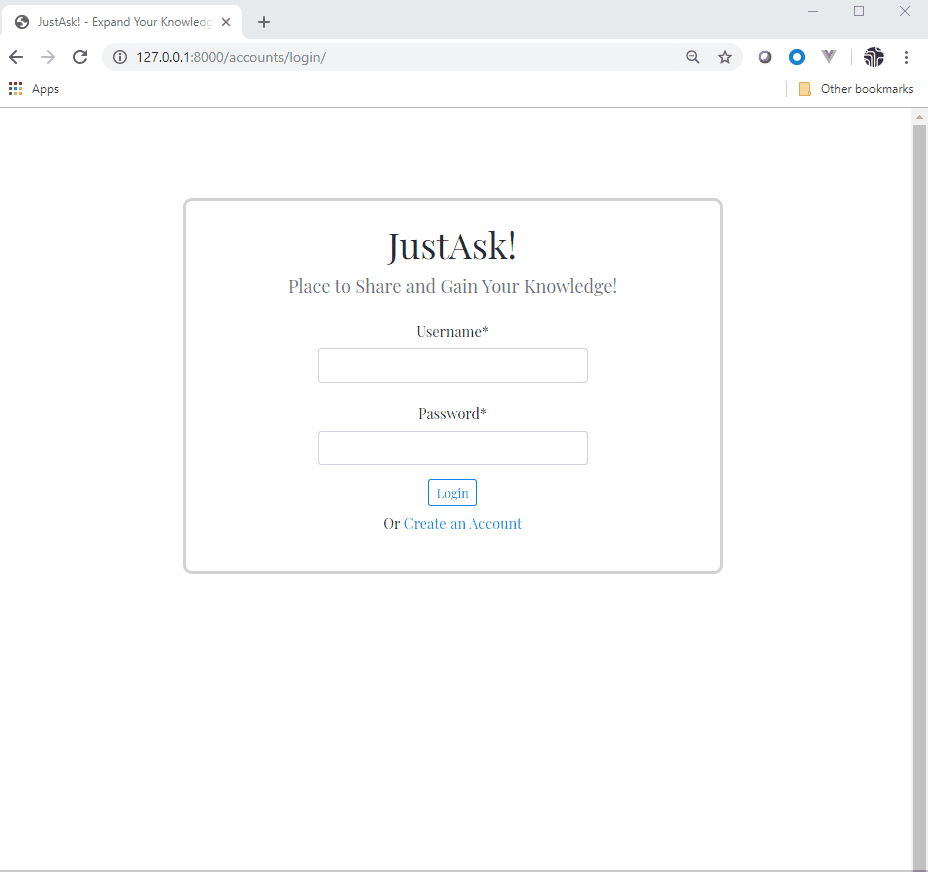 JustAsk! - Expand Your Knowledg
127.0.0.1:8000/accounts/login/
Apps
Other bookmarks
JustAsk!
Place to Share and Gain Your Knowledge!
Username*
Password*
Login
Or Create an Account